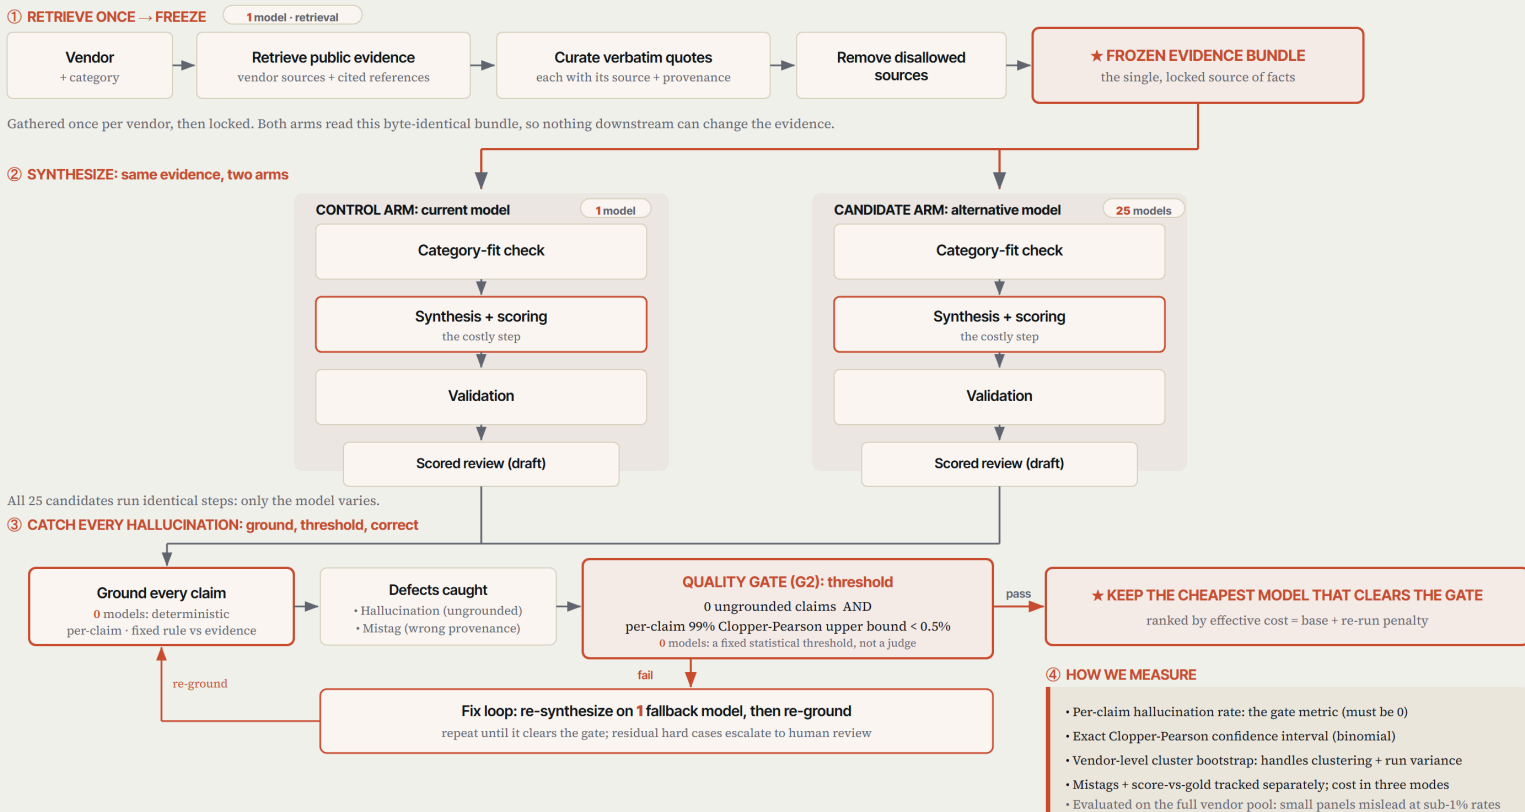 ① RETRIEVE ONCE → FREEZE
1 model · retrieval
Vendor
+ category
Retrieve public evidence
vendor sources + cited references
Curate verbatim quotes
each with its source + provenance
Remove disallowed
sources
★ FROZEN EVIDENCE BUNDLE
the single, locked source of facts
Gathered once per vendor, then locked. Both arms read this byte-identical bundle, so nothing downstream can change the evidence.
② SYNTHESIZE: same evidence, two arms
CONTROL ARM: current model
1 model
Category-fit check
Synthesis + scoring
the costly step
Validation
Scored review (draft)
CANDIDATE ARM: alternative model
25 models
Category-fit check
Synthesis + scoring
the costly step
Validation
Scored review (draft)
All 25 candidates run identical steps: only the model varies.
③ CATCH EVERY HALLUCINATION: ground, threshold, correct
Ground every claim
0 models: deterministic
per-claim · fixed rule vs evidence
Defects caught
• Hallucination (ungrounded)
• Mistag (wrong provenance)
QUALITY GATE (G2): threshold
0 ungrounded claims AND
per-claim 99% Clopper-Pearson upper bound < 0.5%
0 models: a fixed statistical threshold, not a judge
pass
★ KEEP THE CHEAPEST MODEL THAT CLEARS THE GATE
ranked by effective cost = base + re-run penalty
fail
re-ground
Fix loop: re-synthesize on 1 fallback model, then re-ground
repeat until it clears the gate; residual hard cases escalate to human review
④ HOW WE MEASURE
• Per-claim hallucination rate: the gate metric (must be 0)
• Exact Clopper-Pearson confidence interval (binomial)
• Vendor-level cluster bootstrap: handles clustering + run variance
• Mistags + score-vs-gold tracked separately; cost in three modes
• Evaluated on the full vendor pool: small panels mislead at sub-1% rates